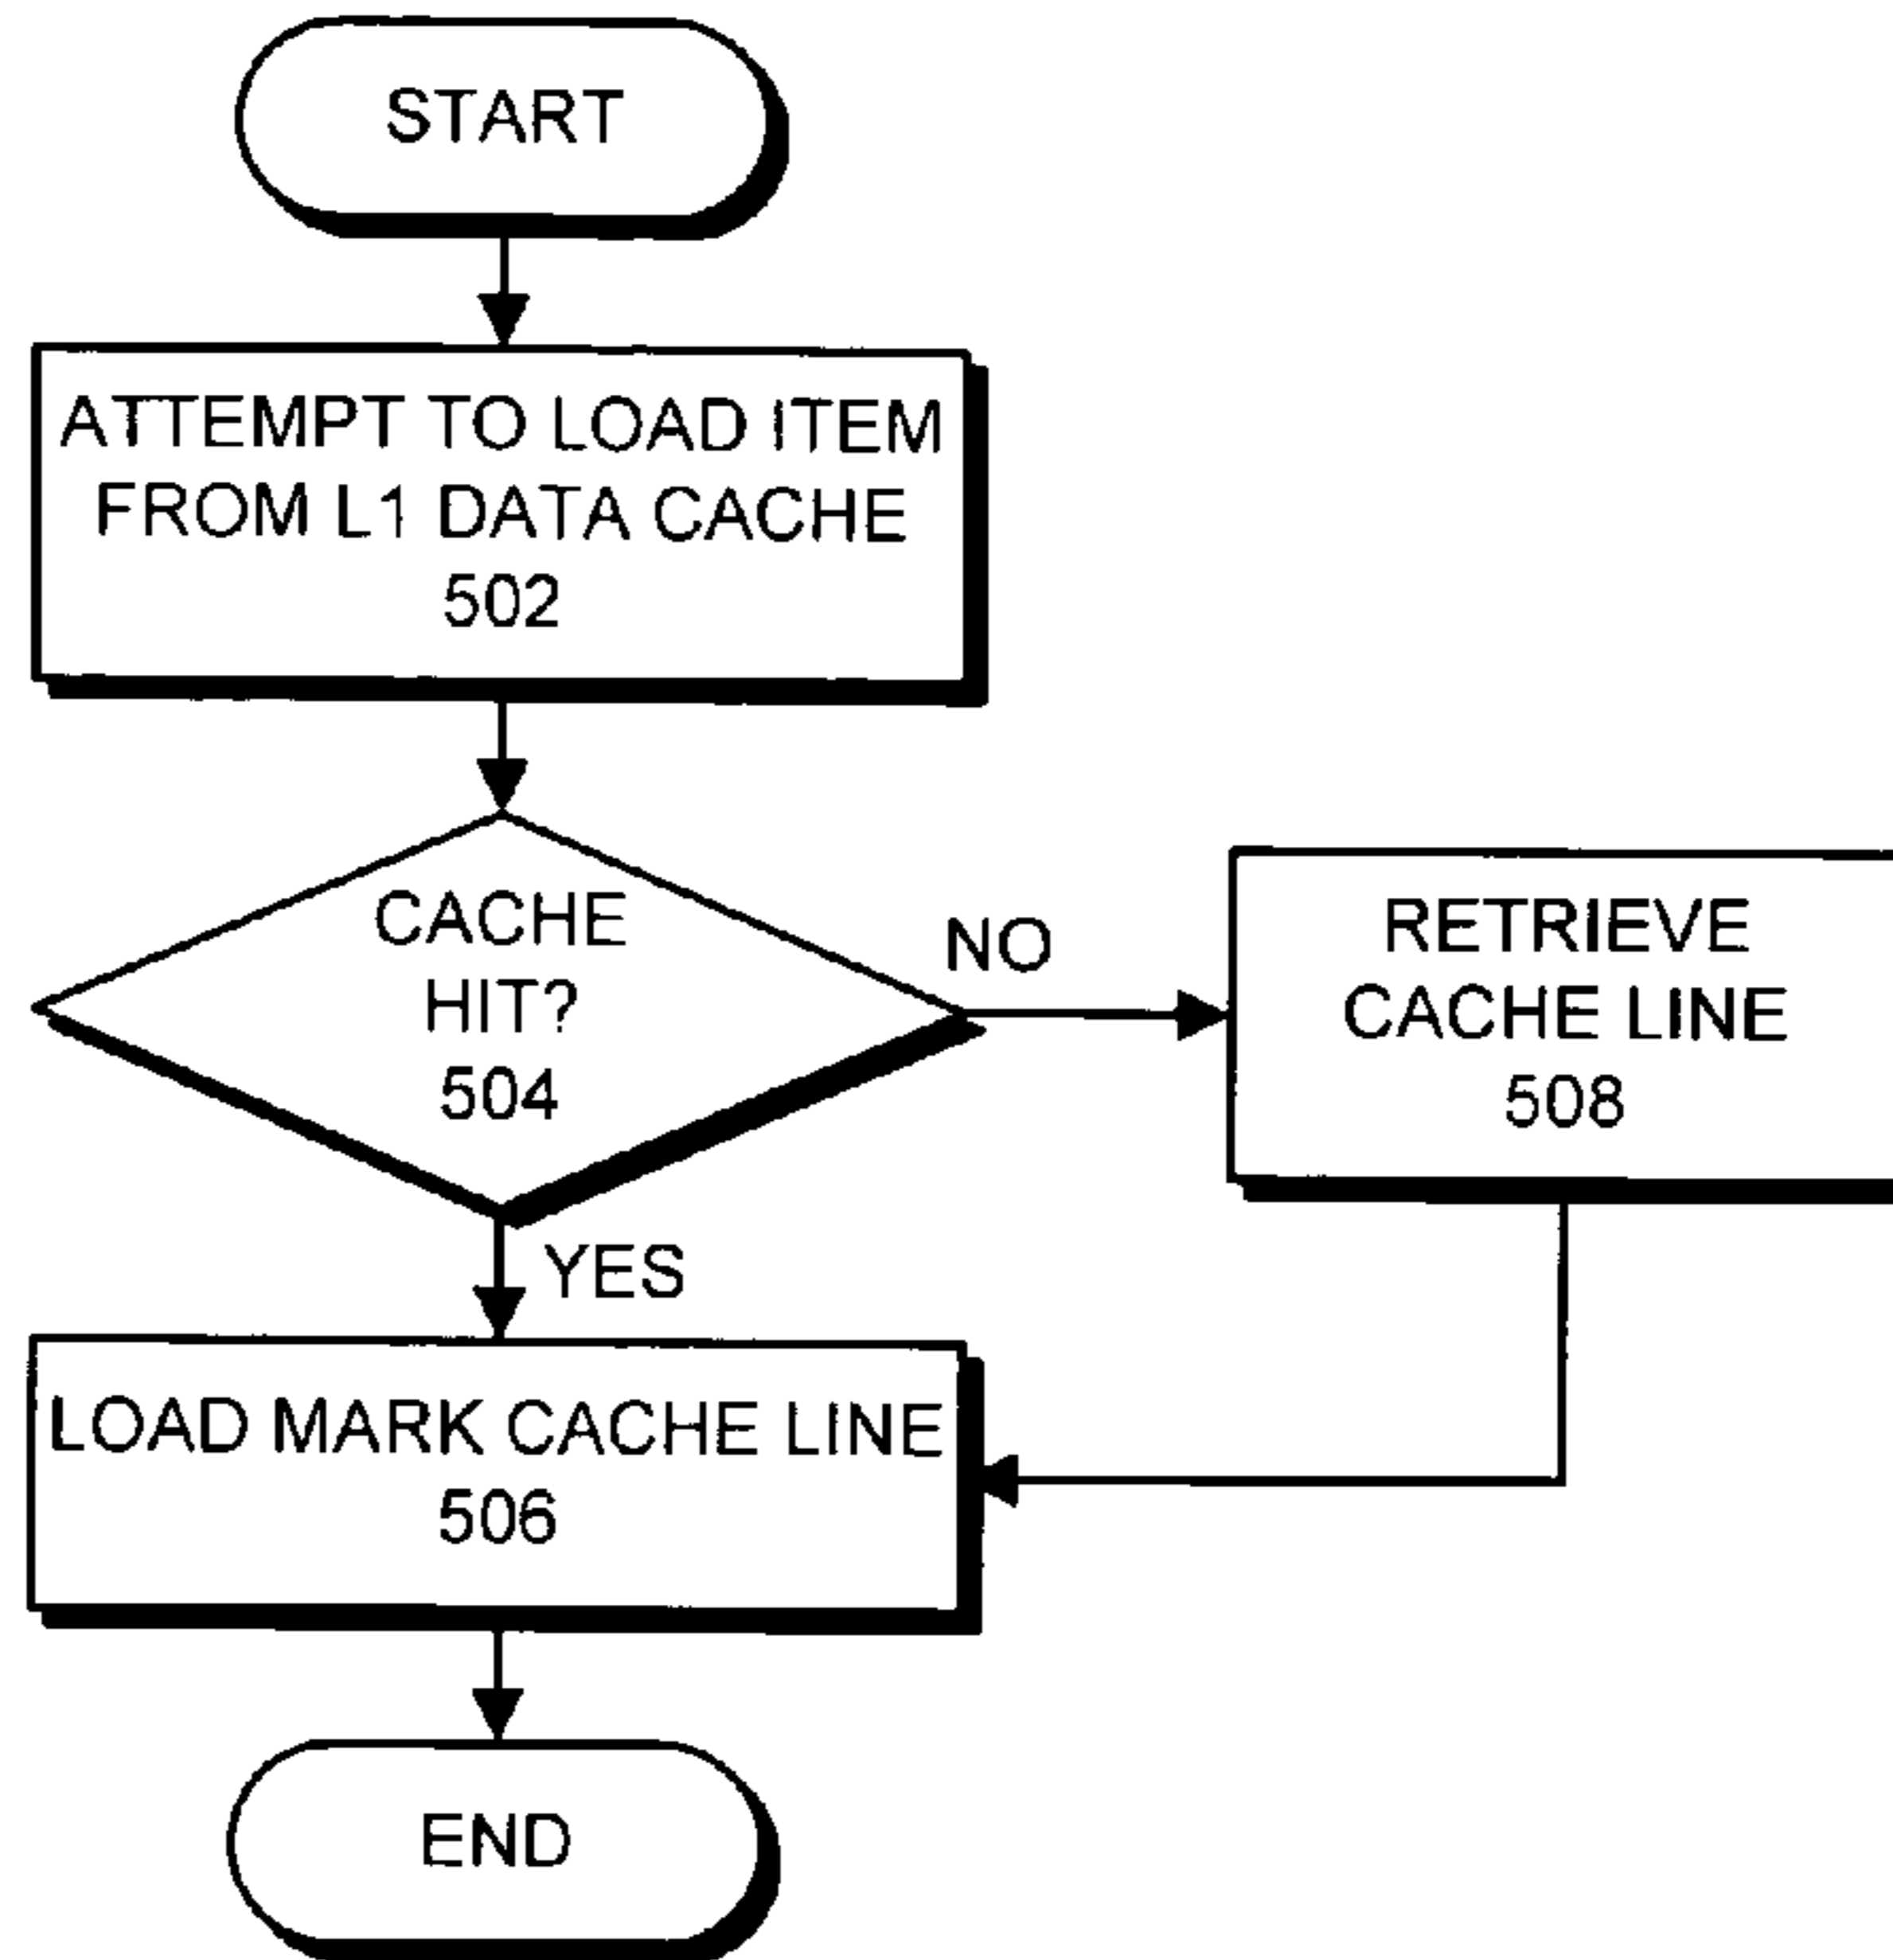 START
ATTEMPT TO LOAD ITEM
FROM L1 DATA CACHE
502
CACHE
HIT?
504
NO
RETRIEVE
CACHE LINE
508
YES
LOAD MARK CACHE LINE
506
END